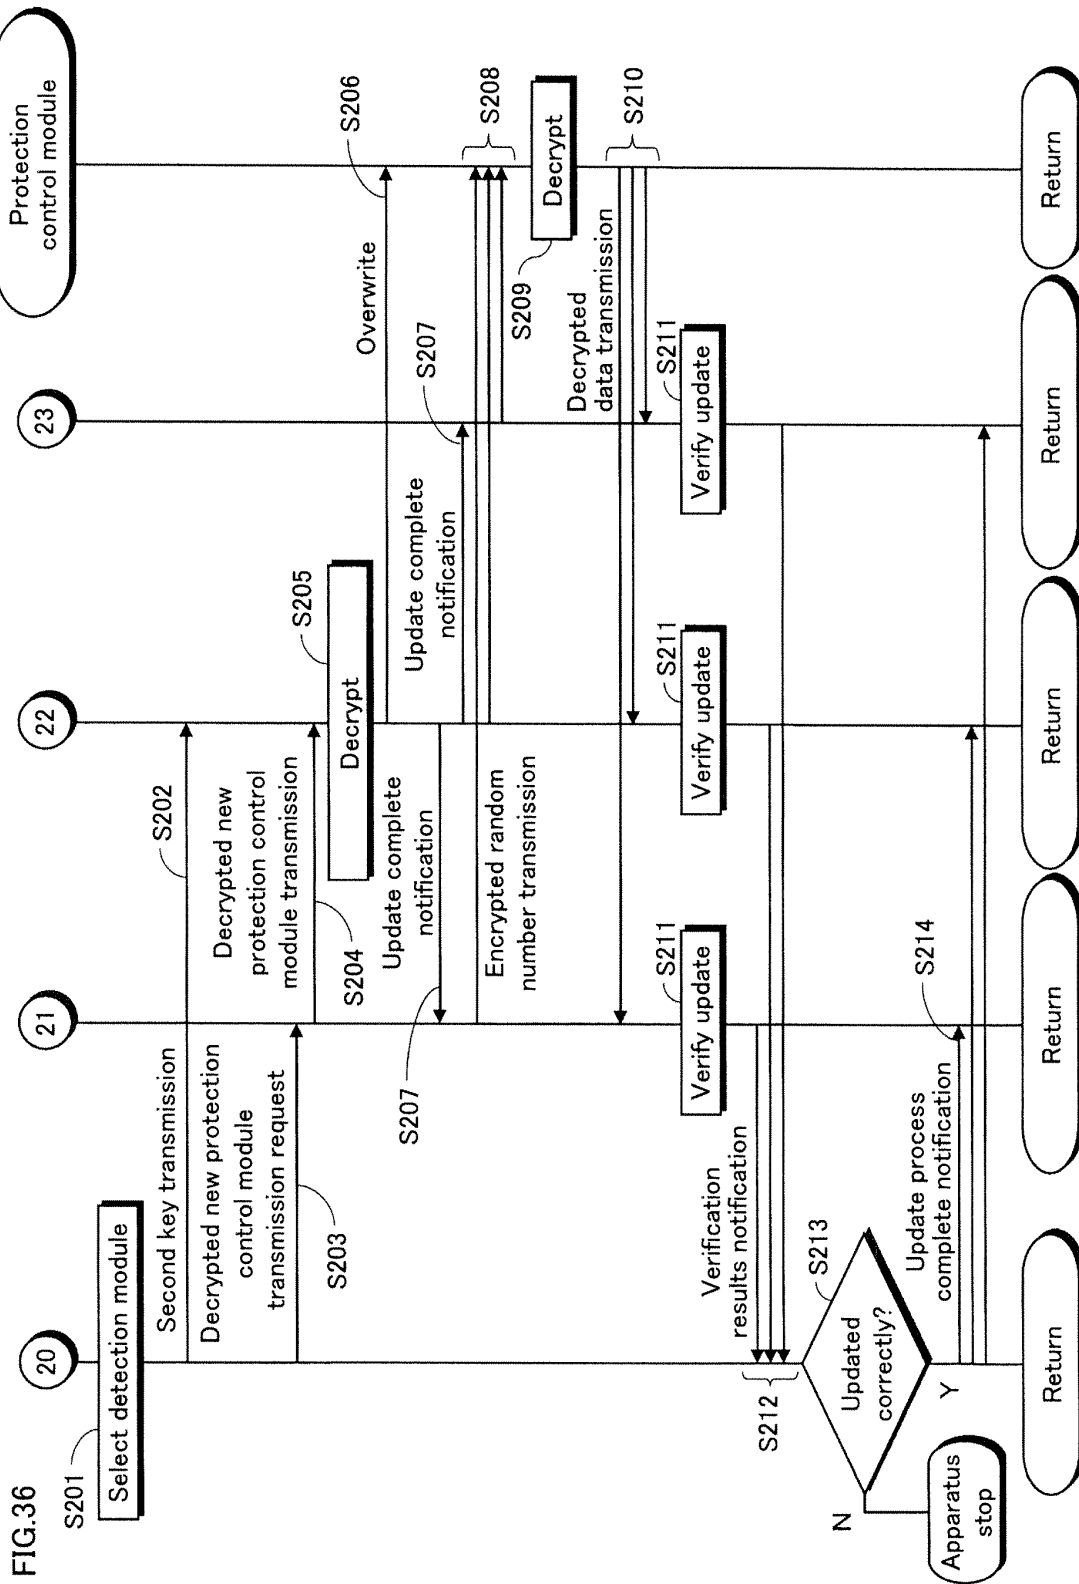 FIG.36
20
21
22
23
Protection
control module
S201
Select detection module
Second key transmission
S202
Decrypted new protection
control module
transmission request
S203
Decrypted new
protection control
module transmission
S204
S205
Decrypt
Overwrite
S206
Update complete
notification
S207
Update complete
notification
S207
Encrypted random
number transmission
S208
S209
Decrypt
Decrypted
data transmission
S210
S211
Verify update
S211
Verify update
S211
Verify update
Verification
results notification
S212
S213
Updated
correctly?
N
Y
Apparatus
stop
Update process
complete notification
S214
Return
Return
Return
Return
Return